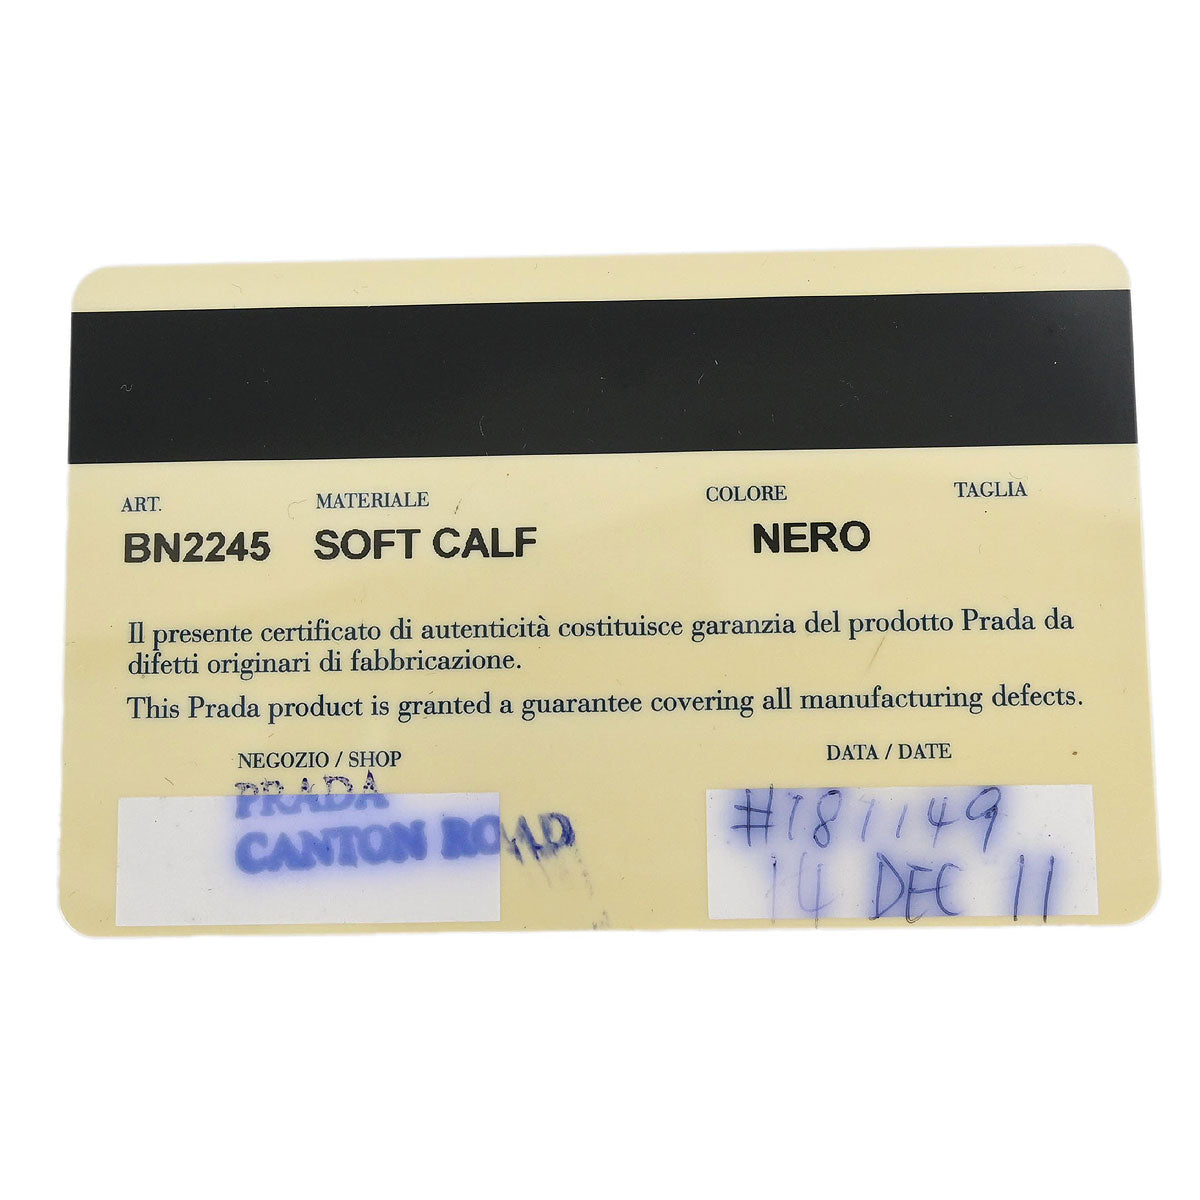 ART. MATERIALE COLORE TAGLIA
BN2245 SOFT CALF NERO
Il presente certificato di autenticità costituisce garanzia del prodotto Prada da
difetti originari di fabbricazione.
This Prada product is granted a guarantee covering all manufacturing defects.
NEGOZIO / SHOP DATA / DATE
PRADA
CANTON ROAD
#787149
14 DEC 11